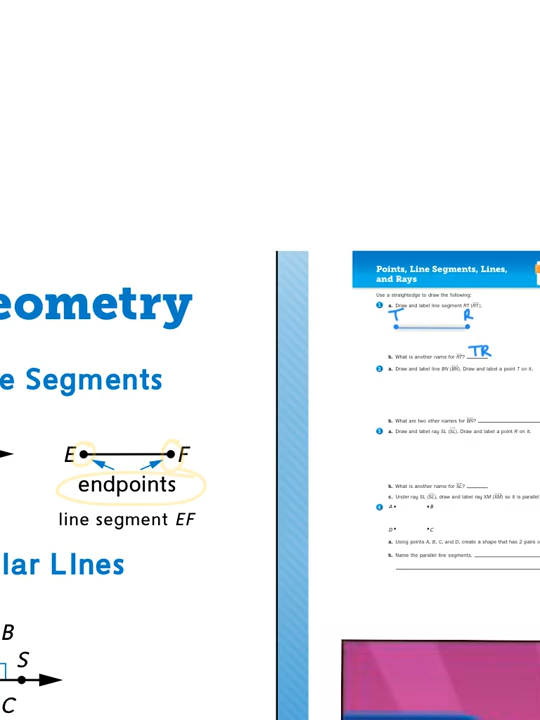 eometry
e Segments
E F
endpoints
line segment EF
lar LInes
B
S
C
Points, Line Segments, Lines,
and Rays
Use a straightedge to draw the following:
1 a. Draw and label line segment RT (RT).
T R
b. What is another name for RT? TR
2 a. Draw and label line BN (BN). Draw and label a point T on it.
b. What are two other names for BN?
3 a. Draw and label ray SL (SL). Draw and label a point R on it.
b. What is another name for SL?
c. Under ray SL (SL), draw and label ray XM (XM) so it is parallel
4 A B
D C
a. Using points A, B, C, and D, create a shape that has 2 pairs o
b. Name the parallel line segments.